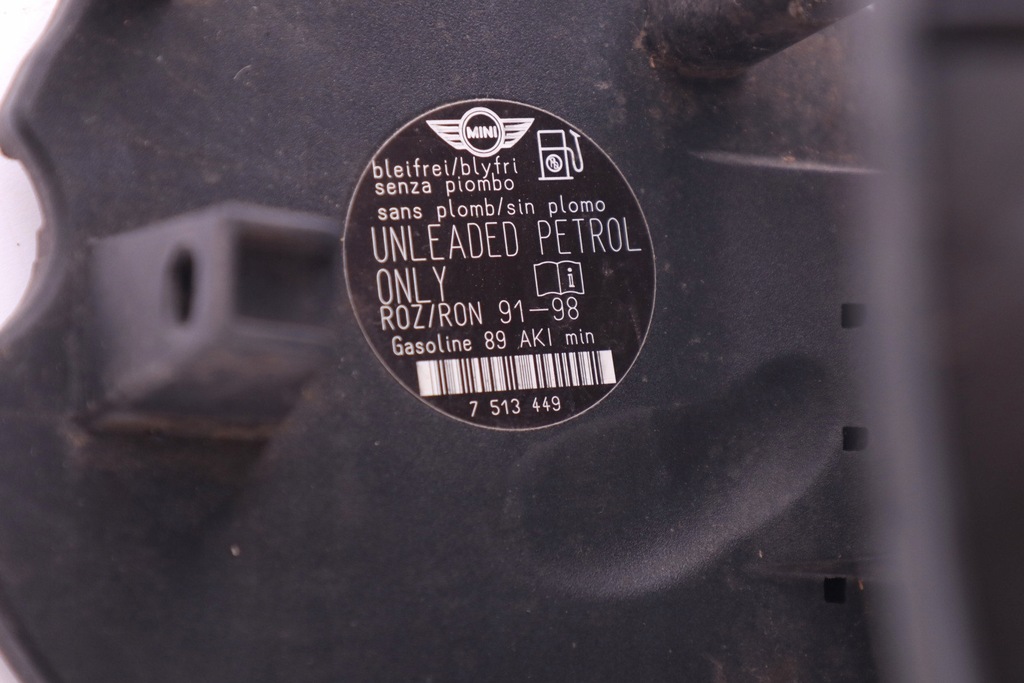 MINI
bleifrei/blyfri
senza piombo
sans plomb/sin plomo
UNLEADED PETROL
ONLY
ROZ/RON 91-98
Gasoline 89 AKI min
7 513 449